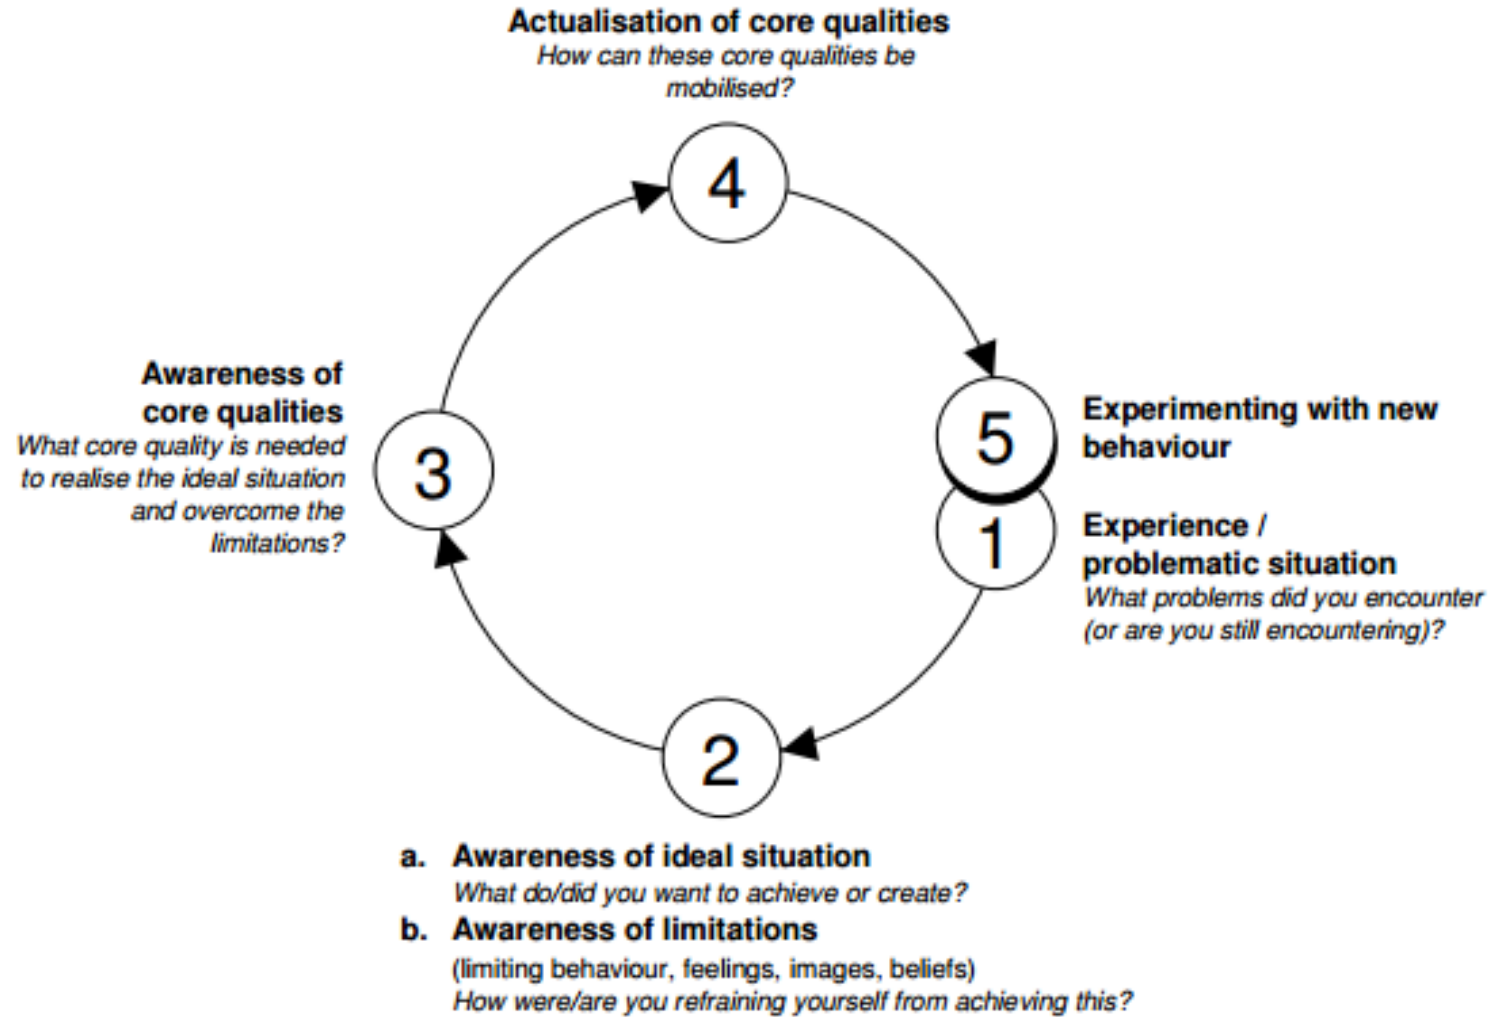 Actualisation of core qualities
How can these core qualities be
mobilised?
4
Awareness of
core qualities
What core quality is needed
to realise the ideal situation
and overcome the
limitations?
3
5
Experimenting with new
behaviour
1
Experience /
problematic situation
What problems did you encounter
(or are you still encountering)?
2
a. Awareness of ideal situation
What do/did you want to achieve or create?
b. Awareness of limitations
(limiting behaviour, feelings, images, beliefs)
How were/are you refraining yourself from achieving this?